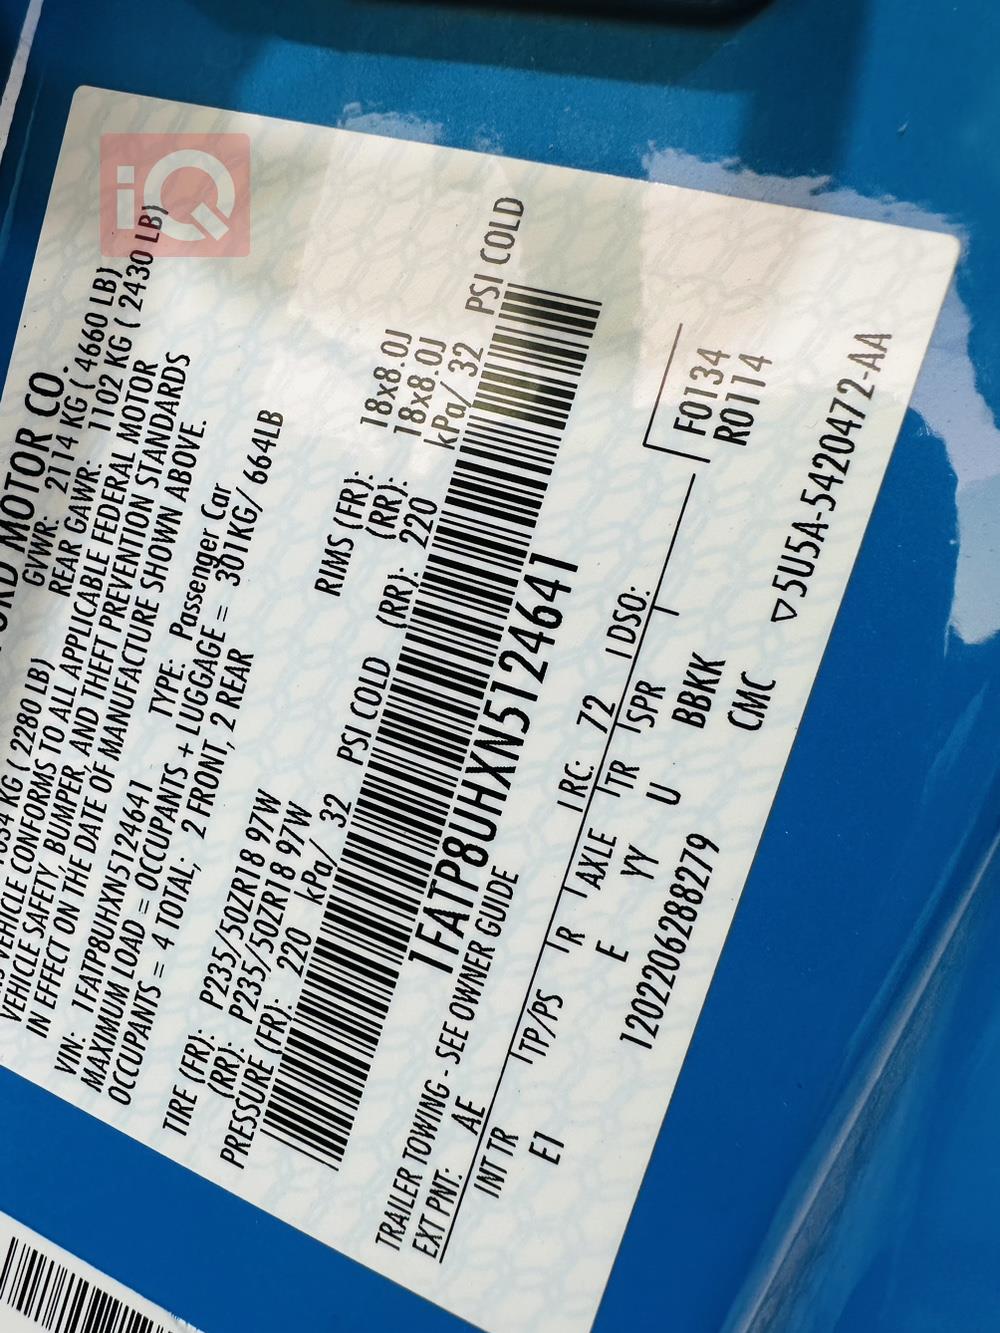 iQ
MOTOR CO.
GVWR: 2114 KG ( 4660 LB)
KG ( 2280 LB) REAR GAWR: 1102 KG ( 2430 LB)
VEHICLE CONFORMS TO ALL APPLICABLE FEDERAL MOTOR
VEHICLE SAFETY, BUMPER, AND THEFT PREVENTION STANDARDS
IN EFFECT ON THE DATE OF MANUFACTURE SHOWN ABOVE.
VIN: 1FATP8UHXN5124641 TYPE: Passenger Car
MAXIMUM LOAD = OCCUPANTS + LUGGAGE = 301KG/ 664LB
OCCUPANTS = 4 TOTAL; 2 FRONT, 2 REAR
TIRE (FR): P235/50ZR18 97W RIMS (FR): 18x8.0J
(RR): P235/50ZR18 97W (RR): 18x8.0J
PRESSURE (FR): 220 kPa/ 32 PSI COLD (RR): 220 kPa/ 32 PSI COLD
1FATP8UHXN5124641
TRAILER TOWING - SEE OWNER GUIDE
EXT PNT: AE RC: 72 DSO:
INT TR TP/PS R AXLE TR SPR F0134
E1 E YY U BBKK R0114
1202206288279 CMC
▽5U5A-5420472-AA